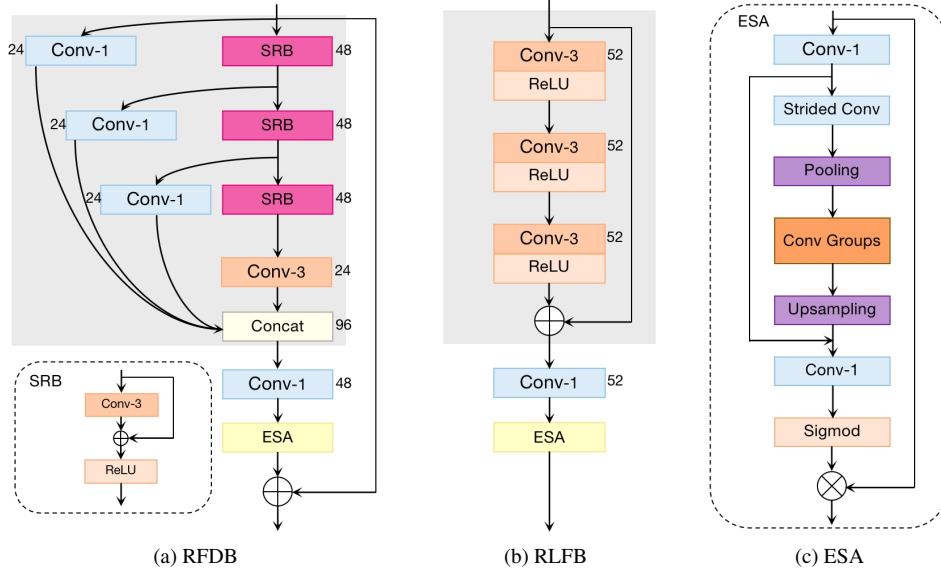 24
Conv-1
SRB
48
24
Conv-1
SRB
48
24
Conv-1
SRB
48
Conv-3
24
Concat
96
Conv-1
48
ESA
SRB
Conv-3
ReLU
(a) RFDB
Conv-3
52
ReLU
Conv-3
52
ReLU
Conv-3
52
ReLU
Conv-1
52
ESA
(b) RLFB
ESA
Conv-1
Strided Conv
Pooling
Conv Groups
Upsampling
Conv-1
Sigmod
(c) ESA